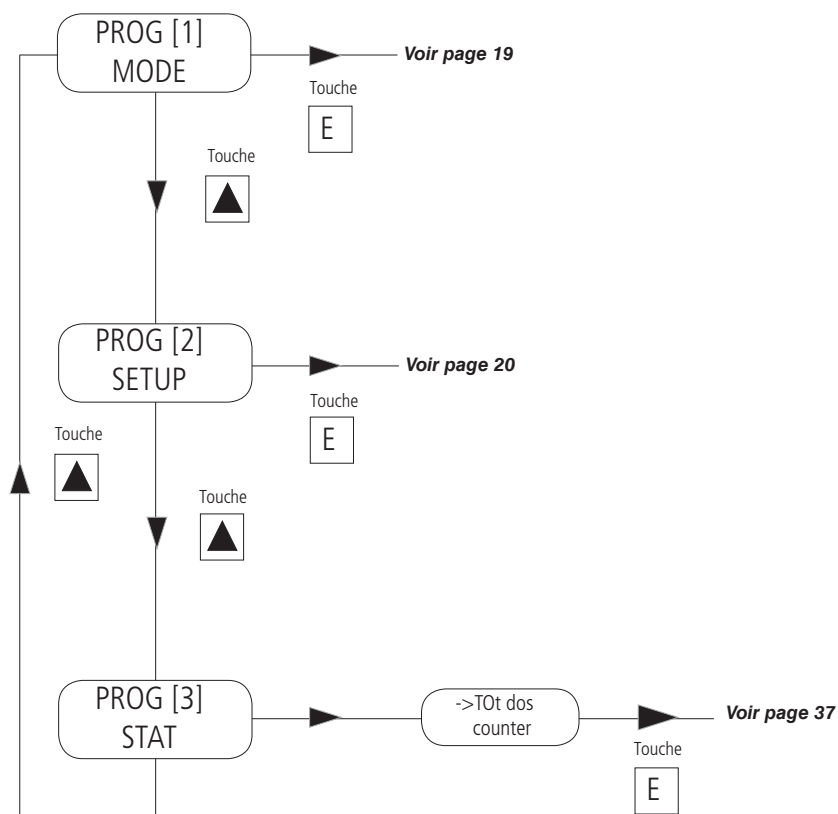 PROG [1]
MODE
Voir page 19
Touche
E
Touche
PROG [2]
SETUP
Voir page 20
Touche
E
Touche
Touche
PROG [3]
STAT
->TOt dos
counter
Voir page 37
Touche
E